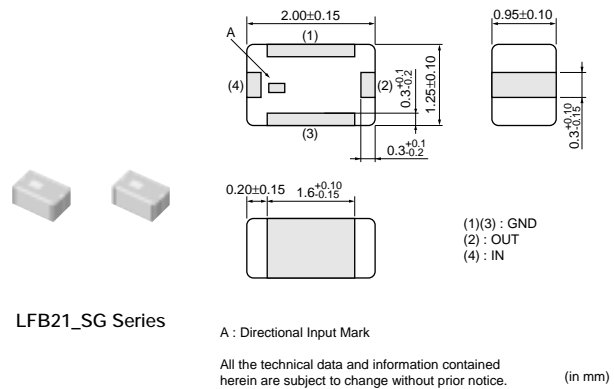 2.00±0.15
0.95±0.10
A
(1)
(4)
(2)
0.3+0.1-0.2
1.25±0.10
(3)
0.3+0.1-0.2
0.3+0.10-0.15
0.20±0.15
1.6+0.10-0.15
(1)(3) : GND
(2) : OUT
(4) : IN
LFB21_SG Series
A : Directional Input Mark
All the technical data and information contained
herein are subject to change without prior notice.
(in mm)